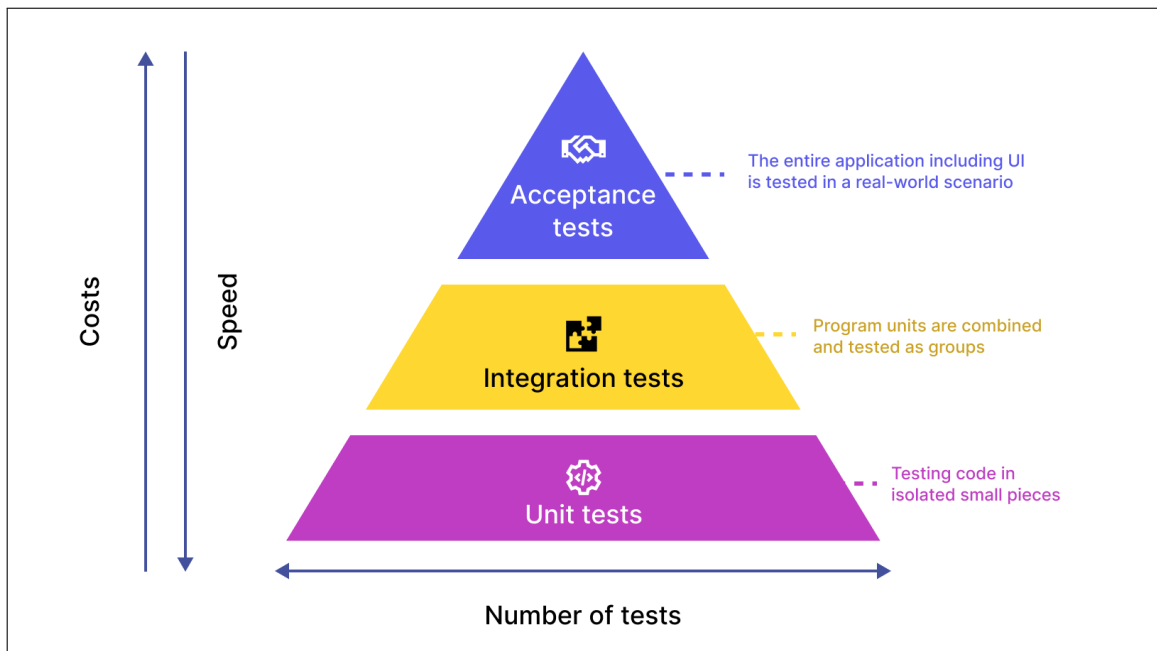 The entire application including UI
is tested in a real-world scenario
Acceptance
tests
Costs
Speed
Program units are combined
and tested as groups
Integration tests
Testing code in
isolated small pieces
</>
Unit tests
Number of tests